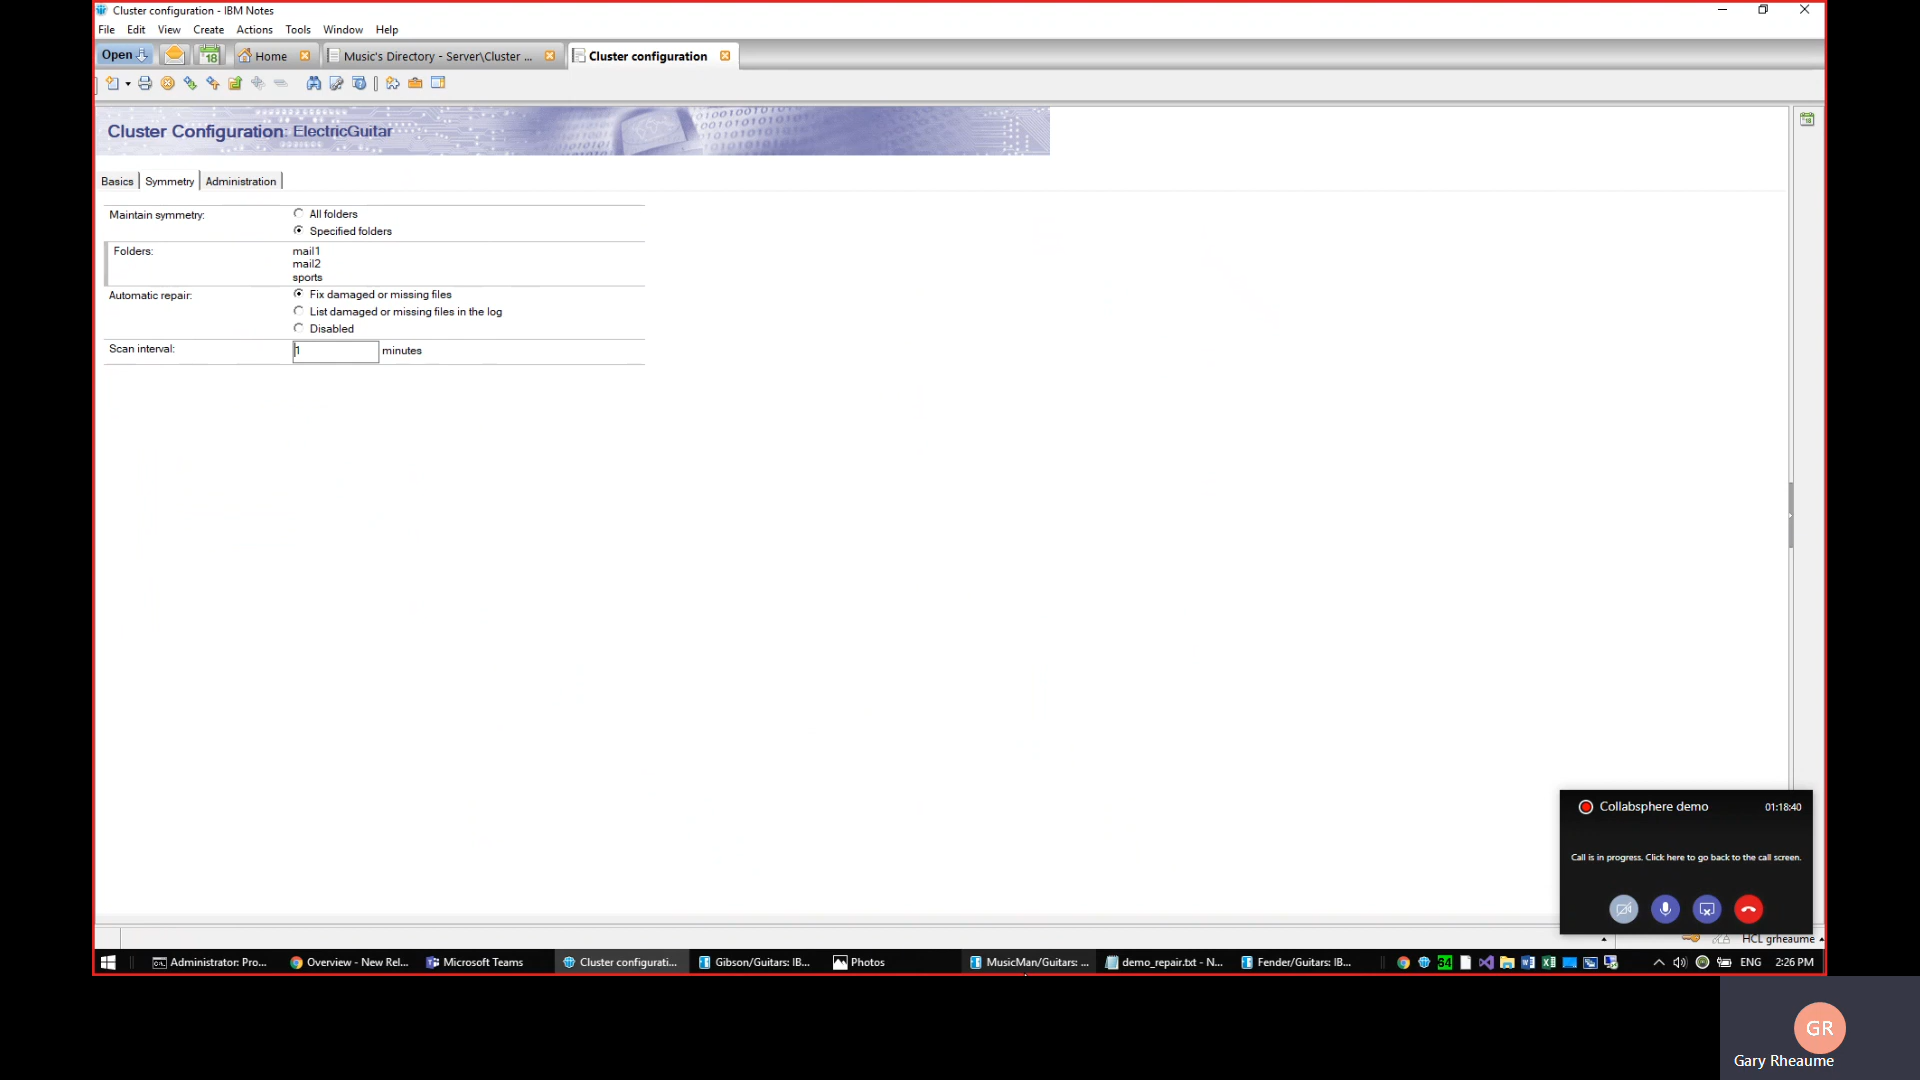 Cluster configuration - IBM Notes
File Edit View Create Actions Tools Window Help
Open 18 Home Music's Directory - Server\Cluster ... Cluster configuration
Cluster Configuration: ElectricGuitar
Basics Symmetry Administration
Maintain symmetry: All folders
Specified folders
Folders: mail1
mail2
sports
Automatic repair: Fix damaged or missing files
List damaged or missing files in the log
Disabled
Scan interval: 1 minutes
Collabsphere demo 01:18:40
Call is in progress. Click here to go back to the call screen.
HCL grheaume
Administrator: Pro... Overview - New Rel... Microsoft Teams Cluster configurati... Gibson/Guitars: IB... Photos MusicMan/Guitars: ... demo_repair.txt - N... Fender/Guitars: IB... 64 ENG 2:26 PM
GR
Gary Rheaume